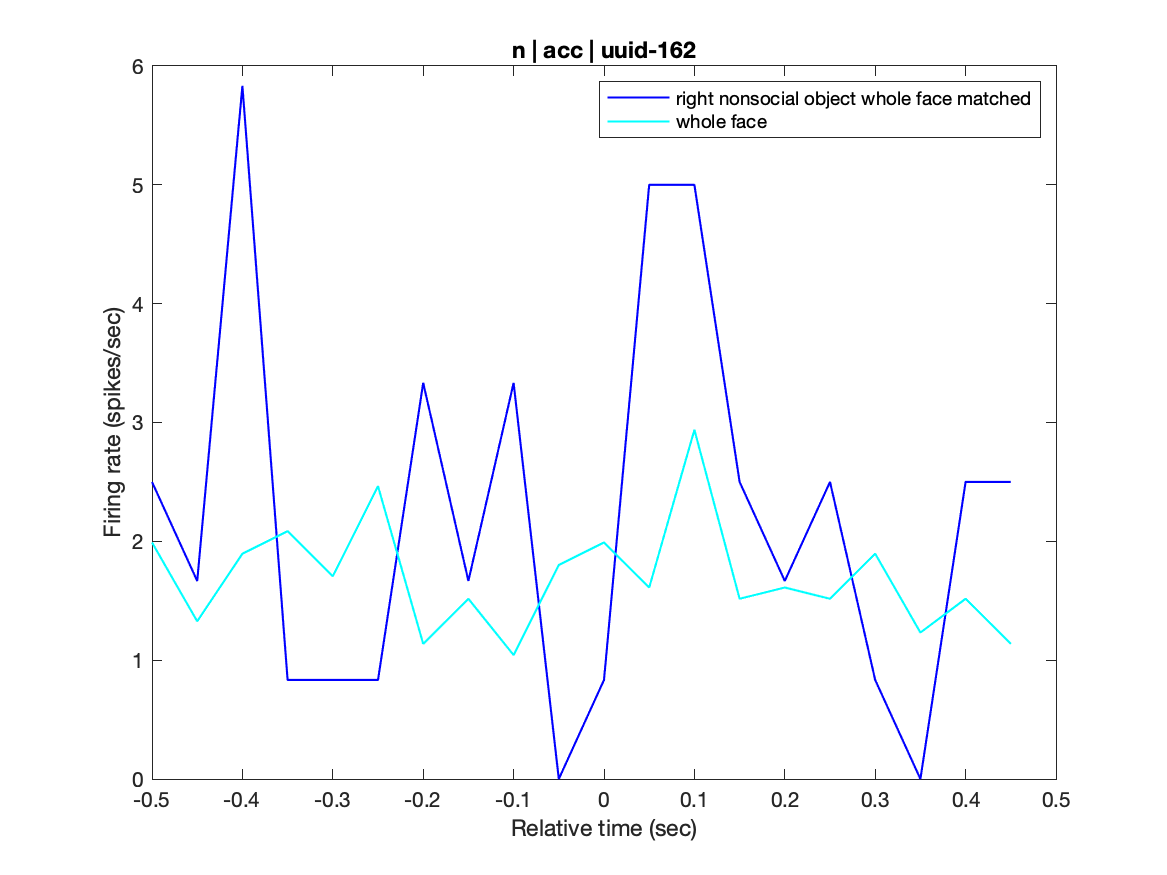 n | acc | uuid-162
right nonsocial object whole face matched
whole face
6
5
4
3
2
1
0
Firing rate (spikes/sec)
-0.5 -0.4 -0.3 -0.2 -0.1 0 0.1 0.2 0.3 0.4 0.5
Relative time (sec)